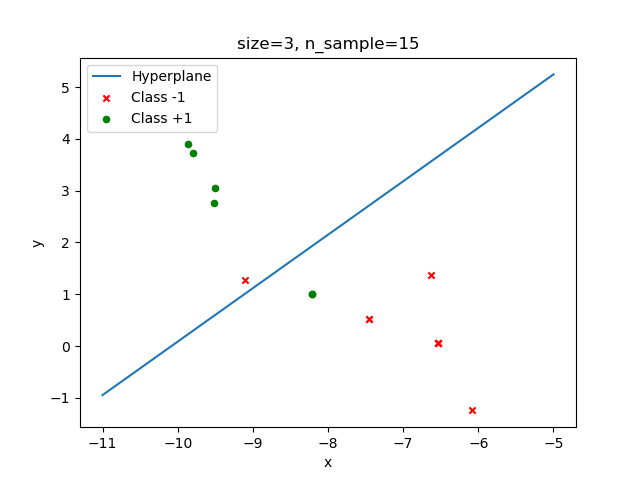 size=3, n_sample=15
Hyperplane
Class -1
Class +1
5
4
3
2
1
0
−1
y
−11 −10 −9 −8 −7 −6 −5
x